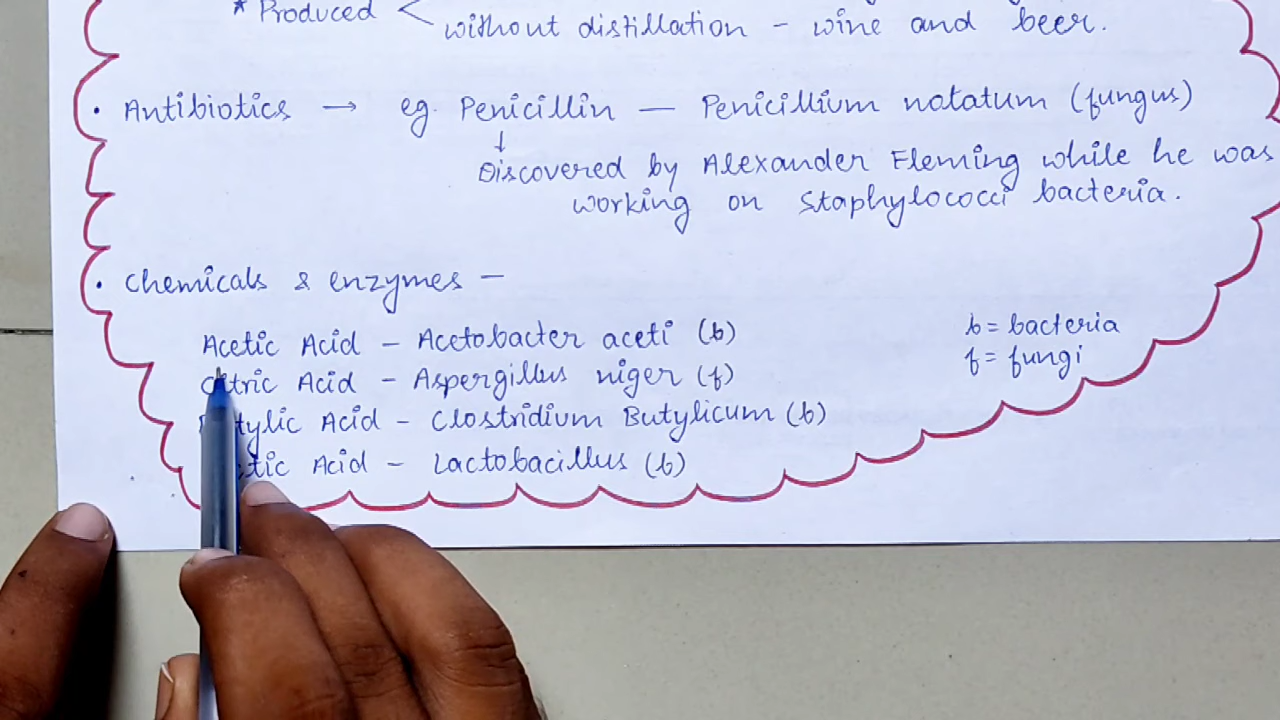 * Produced < without distillation - wine and beer.
• Antibiotics → eg. Penicillin — Penicillium notatum (fungus)
↓
Discovered by Alexander Fleming while he was
working on Staphylococci bacteria.
• Chemicals & enzymes -
Acetic Acid - Acetobacter aceti (b)
b = bacteria
Citric Acid - Aspergillus niger (f)
f = fungi
Acid - Clostridium Butylicum (b)
Acid - Lactobacillus (b)